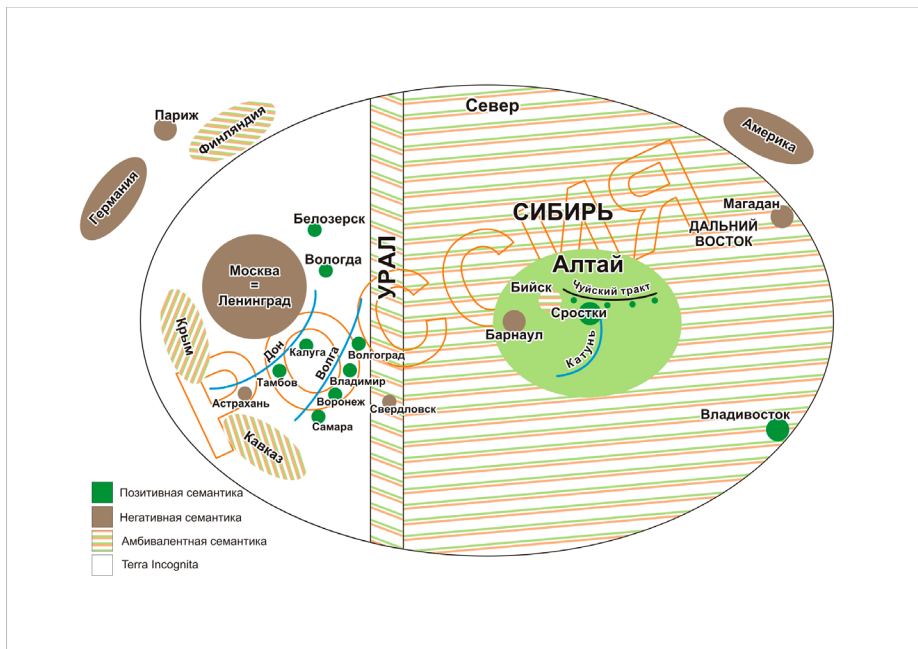 Север
Париж
Финляндия
Америка
Германия
Магадан
СИБИРЬ
ДАЛЬНИЙ
ВОСТОК
Белозерск
РОССИЯ
УРАЛ
Вологда
Москва
=
Ленинград
Алтай
Чуйский тракт
Бийск
Сростки
Барнаул
Катунь
Крым
Дон
Калуга
Волга
Волгоград
Тамбов
Владимир
Астрахань
Воронеж
Свердловск
Самара
Владивосток
Кавказ
Позитивная семантика
Негативная семантика
Амбивалентная семантика
Terra Incognita